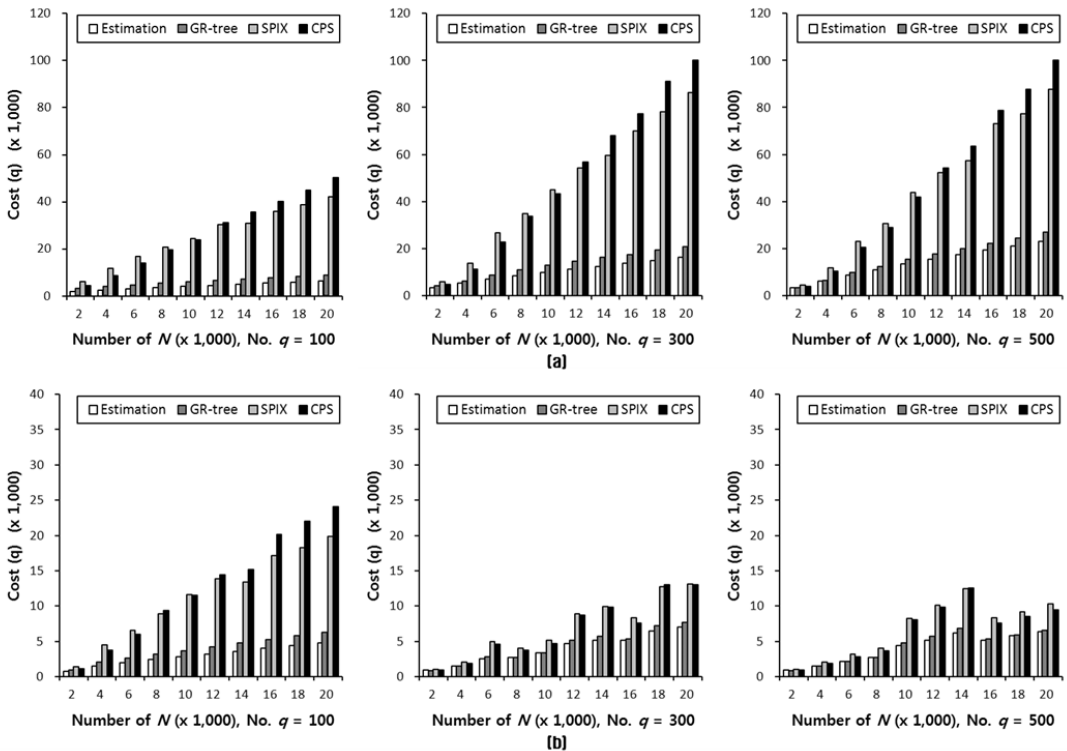 Estimation GR-tree SPIX CPS
120
100
80
60
40
20
0
Cost (q) (x 1,000)
2 4 6 8 10 12 14 16 18 20
Number of N (x 1,000), No. q = 100
Estimation GR-tree SPIX CPS
120
100
80
60
40
20
0
Cost (q) (x 1,000)
2 4 6 8 10 12 14 16 18 20
Number of N (x 1,000), No. q = 300
Estimation GR-tree SPIX CPS
120
100
80
60
40
20
0
Cost (q) (x 1,000)
2 4 6 8 10 12 14 16 18 20
Number of N (x 1,000), No. q = 500
(a)
Estimation GR-tree SPIX CPS
40
35
30
25
20
15
10
5
0
Cost (q) (x 1,000)
2 4 6 8 10 12 14 16 18 20
Number of N (x 1,000), No. q = 100
Estimation GR-tree SPIX CPS
40
35
30
25
20
15
10
5
0
Cost (q) (x 1,000)
2 4 6 8 10 12 14 16 18 20
Number of N (x 1,000), No. q = 300
Estimation GR-tree SPIX CPS
40
35
30
25
20
15
10
5
0
Cost (q) (x 1,000)
2 4 6 8 10 12 14 16 18 20
Number of N (x 1,000), No. q = 500
(b)